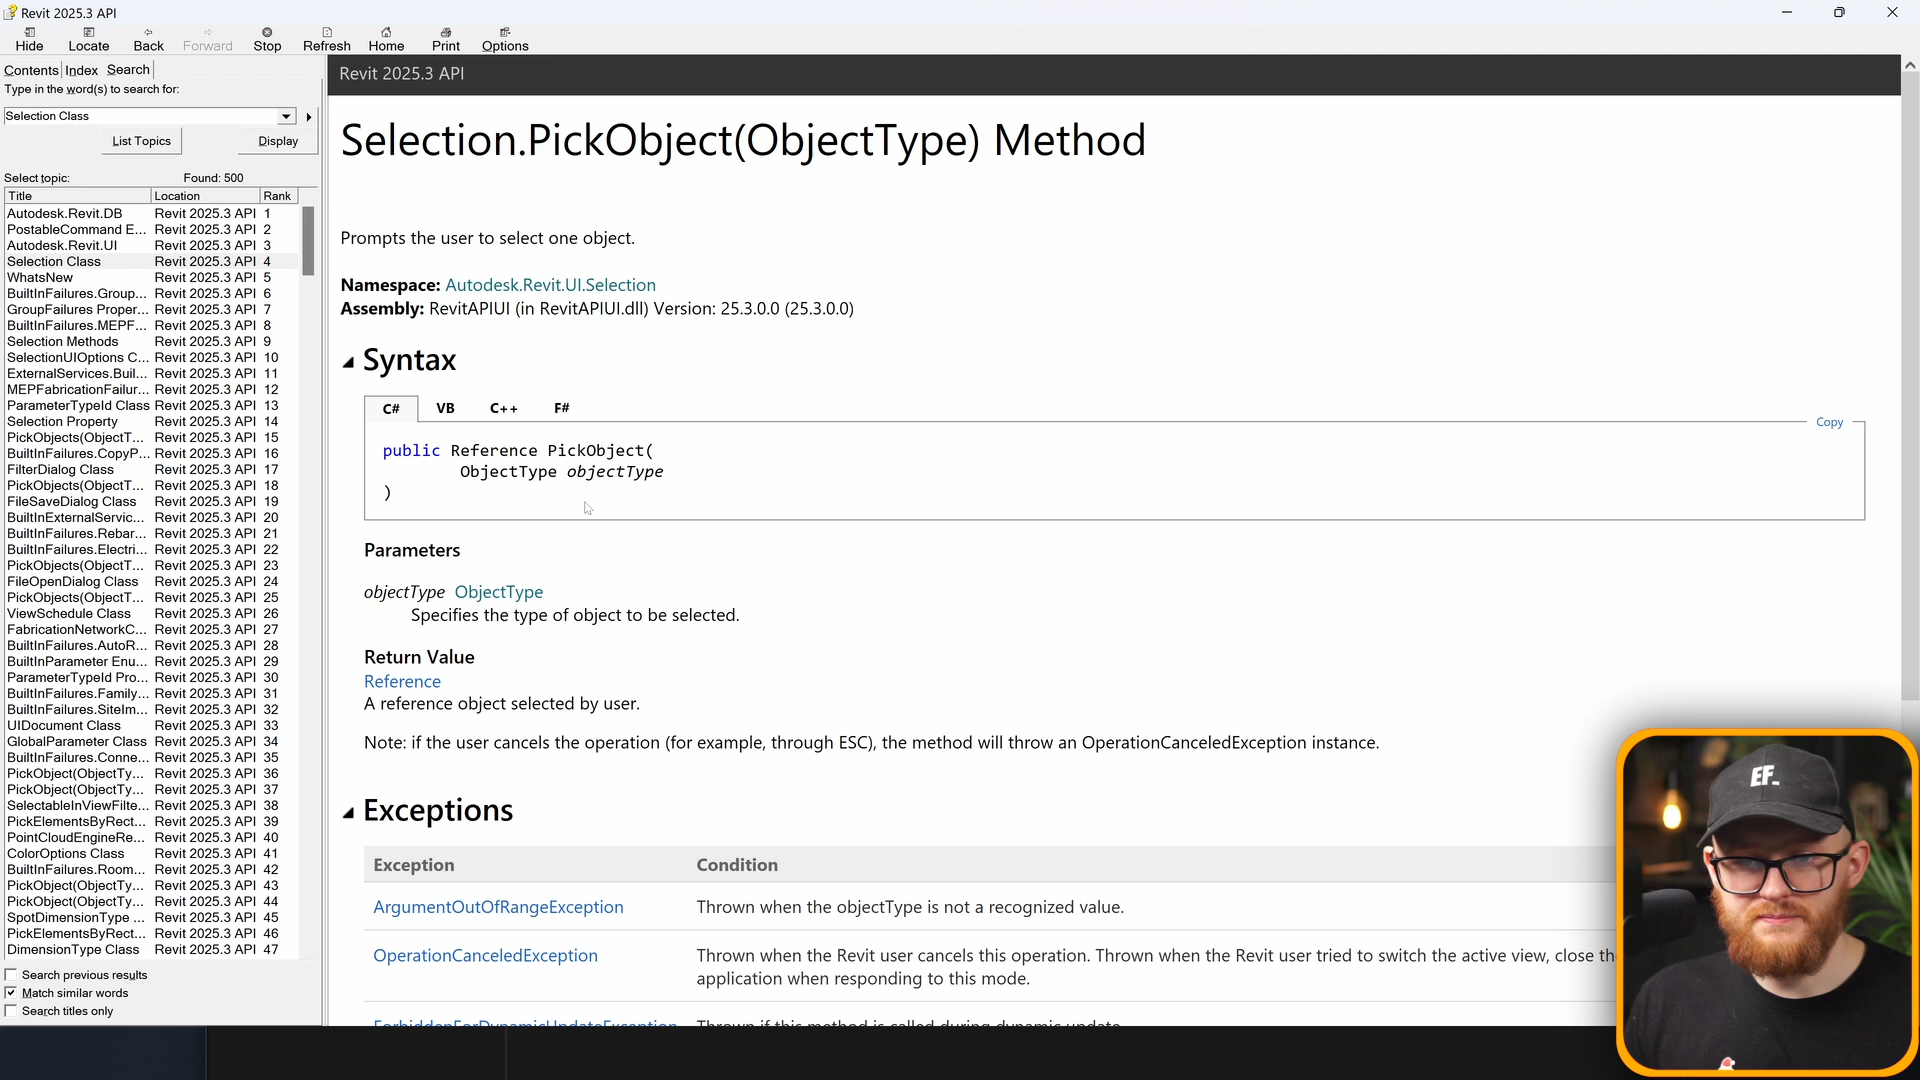 Revit 2025.3 API
Hide Locate Back Forward Stop Refresh Home Print Options
Contents Index Search
Type in the word(s) to search for:
Selection Class
List Topics Display
Select topic: Found: 500
Title Location Rank
Autodesk.Revit.DB Revit 2025.3 API 1
PostableCommand E... Revit 2025.3 API 2
Autodesk.Revit.UI Revit 2025.3 API 3
Selection Class Revit 2025.3 API 4
WhatsNew Revit 2025.3 API 5
BuiltInFailures.Group... Revit 2025.3 API 6
GroupFailures Proper... Revit 2025.3 API 7
BuiltInFailures.MEPF... Revit 2025.3 API 8
Selection Methods Revit 2025.3 API 9
SelectionUIOptions C... Revit 2025.3 API 10
ExternalServices.Buil... Revit 2025.3 API 11
MEPFabricationFailur... Revit 2025.3 API 12
ParameterTypeId Class Revit 2025.3 API 13
Selection Property Revit 2025.3 API 14
PickObjects(ObjectT... Revit 2025.3 API 15
BuiltInFailures.CopyP... Revit 2025.3 API 16
FilterDialog Class Revit 2025.3 API 17
PickObjects(ObjectT... Revit 2025.3 API 18
FileSaveDialog Class Revit 2025.3 API 19
BuiltInExternalServic... Revit 2025.3 API 20
BuiltInFailures.Rebar... Revit 2025.3 API 21
BuiltInFailures.Electri... Revit 2025.3 API 22
PickObjects(ObjectT... Revit 2025.3 API 23
FileOpenDialog Class Revit 2025.3 API 24
PickObjects(ObjectT... Revit 2025.3 API 25
ViewSchedule Class Revit 2025.3 API 26
FabricationNetworkC... Revit 2025.3 API 27
BuiltInFailures.AutoR... Revit 2025.3 API 28
BuiltInParameter Enu... Revit 2025.3 API 29
ParameterTypeId Pro... Revit 2025.3 API 30
BuiltInFailures.Family... Revit 2025.3 API 31
BuiltInFailures.SiteIm... Revit 2025.3 API 32
UIDocument Class Revit 2025.3 API 33
GlobalParameter Class Revit 2025.3 API 34
BuiltInFailures.Conne... Revit 2025.3 API 35
PickObject(ObjectTy... Revit 2025.3 API 36
PickObject(ObjectTy... Revit 2025.3 API 37
SelectableInViewFilte... Revit 2025.3 API 38
PickElementsByRect... Revit 2025.3 API 39
PointCloudEngineRe... Revit 2025.3 API 40
ColorOptions Class Revit 2025.3 API 41
BuiltInFailures.Room... Revit 2025.3 API 42
PickObject(ObjectTy... Revit 2025.3 API 43
PickObject(ObjectTy... Revit 2025.3 API 44
SpotDimensionType ... Revit 2025.3 API 45
PickElementsByRect... Revit 2025.3 API 46
DimensionType Class Revit 2025.3 API 47
Search previous results
Match similar words
Search titles only
Revit 2025.3 API
Selection.PickObject(ObjectType) Method
Prompts the user to select one object.
Namespace: Autodesk.Revit.UI.Selection
Assembly: RevitAPIUI (in RevitAPIUI.dll) Version: 25.3.0.0 (25.3.0.0)
Syntax
C# VB C++ F#
Copy
public Reference PickObject(
ObjectType objectType
)
Parameters
objectType ObjectType
Specifies the type of object to be selected.
Return Value
Reference
A reference object selected by user.
Note: if the user cancels the operation (for example, through ESC), the method will throw an OperationCanceledException instance.
Exceptions
Exception Condition
ArgumentOutOfRangeException Thrown when the objectType is not a recognized value.
OperationCanceledException Thrown when the Revit user cancels this operation. Thrown when the Revit user tried to switch the active view, close th
application when responding to this mode.
ForbiddenForDynamicUpdateException Thrown if this method is called during dynamic update.
EF_